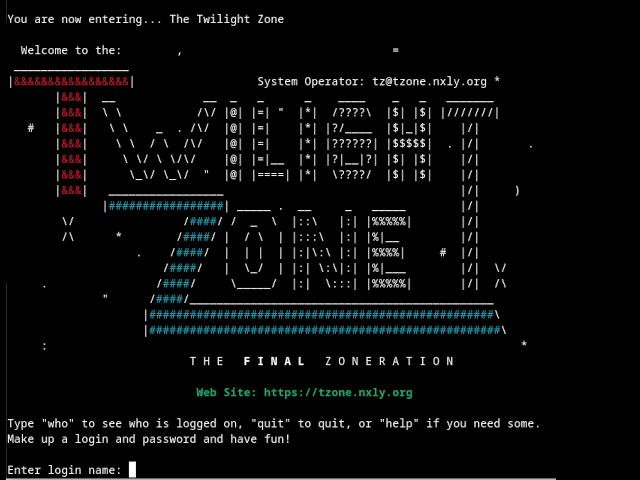 You are now entering... The Twilight Zone
Welcome to the:
System Operator: tz@tzone.nxly.org *
TWILIGHT
ZONE
T H E F I N A L Z O N E R A T I O N
Web Site: https://tzone.nxly.org
Type "who" to see who is logged on, "quit" to quit, or "help" if you need some.
Make up a login and password and have fun!
Enter login name: